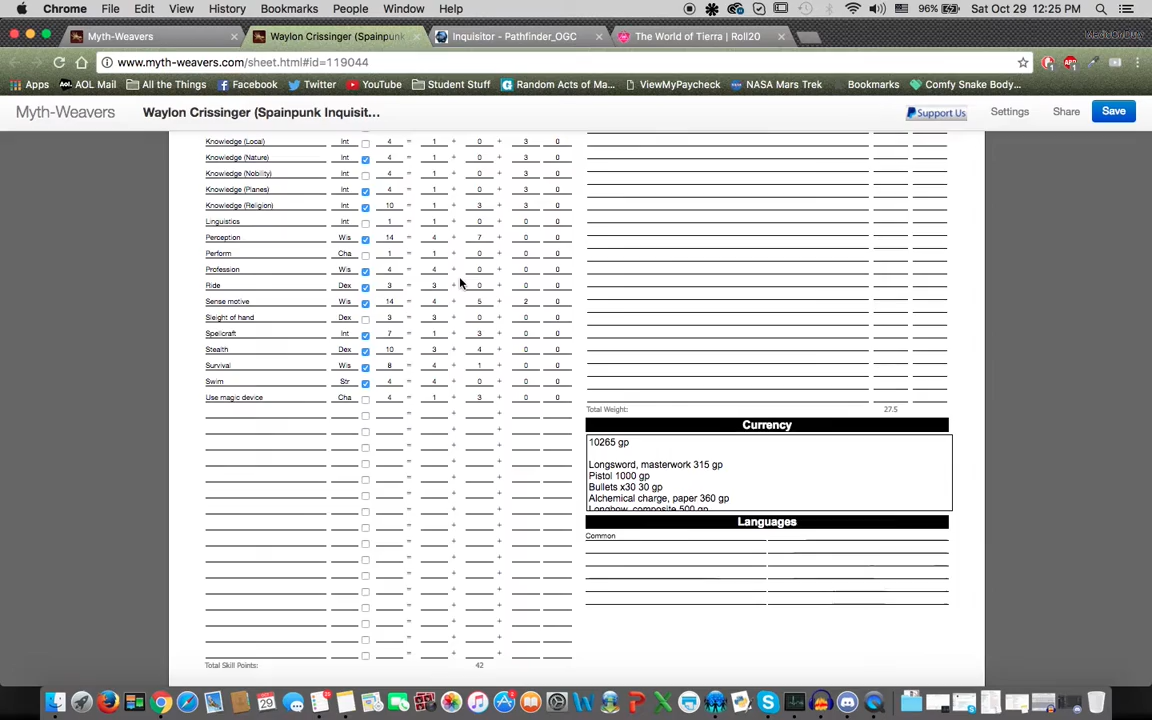 Chrome File Edit View History Bookmarks People Window Help 96% Sat Oct 29 12:25 PM
Myth-Weavers Waylon Crissinger (Spainpunk Inquisitor - Pathfinder_OGC The World of Tierra | Roll20
www.myth-weavers.com/sheet.html#id=119044
Apps AOL Mail All the Things Facebook Twitter YouTube Student Stuff Random Acts of Ma... ViewMyPaycheck NASA Mars Trek Bookmarks Comfy Snake Body...
Myth-Weavers Waylon Crissinger (Spainpunk Inquisit... Support Us Settings Share Save
Knowledge (Local) Int 4 = 1 + 0 + 3 0
Knowledge (Nature) Int 4 = 1 + 0 + 3 0
Knowledge (Nobility) Int 4 = 1 + 0 + 3 0
Knowledge (Planes) Int 4 = 1 + 0 + 3 0
Knowledge (Religion) Int 10 = 1 + 3 + 3 0
Linguistics Int 1 = 1 + 0 + 0 0
Perception Wis 14 = 4 + 7 + 0 0
Perform Cha 1 = 1 + 0 + 0 0
Profession Wis 4 = 4 + 0 + 0 0
Ride Dex 3 = 3 + 0 + 0 0
Sense motive Wis 14 = 4 + 5 + 2 0
Sleight of hand Dex 3 = 3 + 0 + 0 0
Spellcraft Int 7 = 1 + 3 + 0 0
Stealth Dex 10 = 3 + 4 + 0 0
Survival Wis 8 = 4 + 1 + 0 0
Swim Str 4 = 4 + 0 + 0 0
Use magic device Cha 4 = 1 + 3 + 0 0
Total Skill Points: 42
Total Weight: 27.5
Currency
10265 gp
Longsword, masterwork 315 gp
Pistol 1000 gp
Bullets x30 30 gp
Alchemical charge, paper 360 gp
Longbow, composite 500 gp
Languages
Common